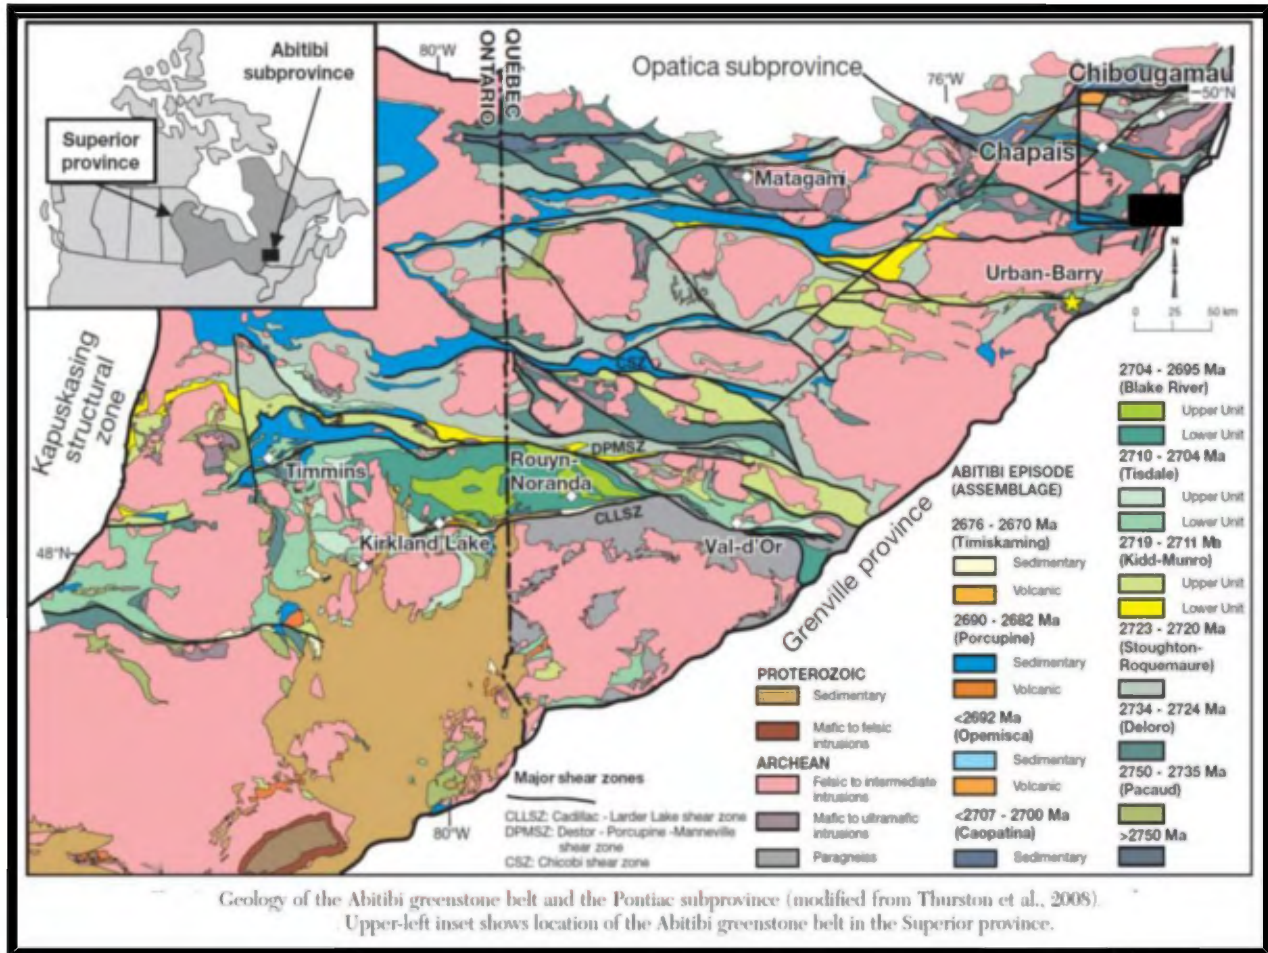 Abitibi
subprovince
Superior
province
80°W
QUÉBEC
ONTARIO
Opatica subprovince
76°W
Chibougamau
50°N
Chapais
Matagami
Urban-Barry
N
0 25 50 km
Kapuskasing
structural
zone
CSZ
DPMSZ
Timmins
Rouyn-
Noranda
CLLSZ
Kirkland Lake
Val-d'Or
48°N
Grenville province
80°W
Major shear zones
CLLSZ: Cadillac - Larder Lake shear zone
DPMSZ: Destor - Porcupine -Manneville
shear zone
CSZ: Chicobi shear zone
PROTEROZOIC
Sedimentary
Mafic to felsic
intrusions
ARCHEAN
Felsic to intermediate
intrusions
Mafic to ultramafic
intrusions
Paragneiss
ABITIBI EPISODE
(ASSEMBLAGE)
2676 - 2670 Ma
(Timiskaming)
Sedimentary
Volcanic
2690 - 2682 Ma
(Porcupine)
Sedimentary
Volcanic
<2692 Ma
(Opemisca)
Sedimentary
Volcanic
<2707 - 2700 Ma
(Caopatina)
Sedimentary
2704 - 2695 Ma
(Blake River)
Upper Unit
Lower Unit
2710 - 2704 Ma
(Tisdale)
Upper Unit
Lower Unit
2719 - 2711 Ma
(Kidd-Munro)
Upper Unit
Lower Unit
2723 - 2720 Ma
(Stoughton-
Roquemaure)
2734 - 2724 Ma
(Deloro)
2750 - 2735 Ma
(Pacaud)
>2750 Ma
Geology of the Abitibi greenstone belt and the Pontiac subprovince (modified from Thurston et al., 2008)
Upper-left inset shows location of the Abitibi greenstone belt in the Superior province.